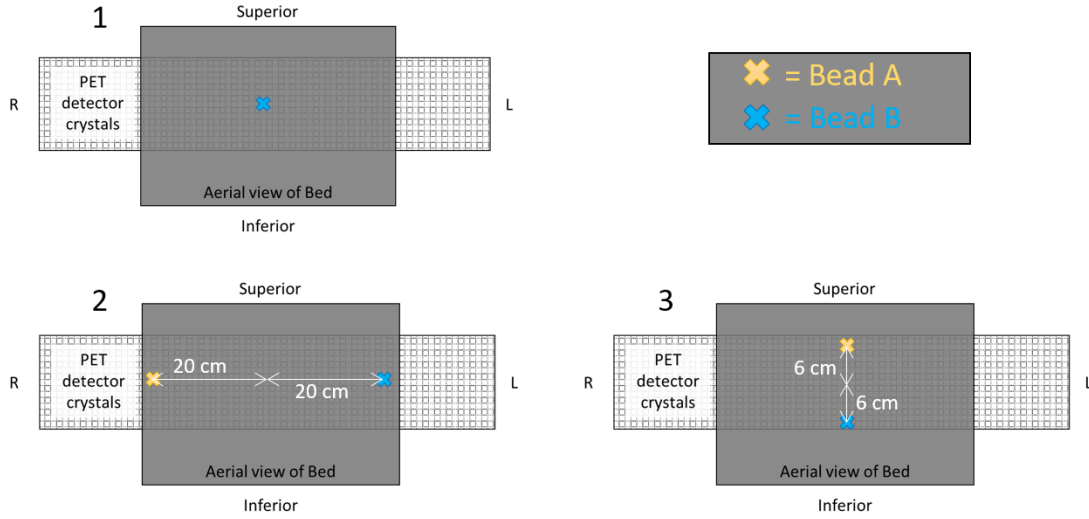 1
Superior
PET
detector
crystals
R
L
Aerial view of Bed
Inferior
= Bead A
= Bead B
2
Superior
PET
detector
crystals
R
L
20 cm
20 cm
Aerial view of Bed
Inferior
3
Superior
PET
detector
crystals
R
L
6 cm
6 cm
Aerial view of Bed
Inferior